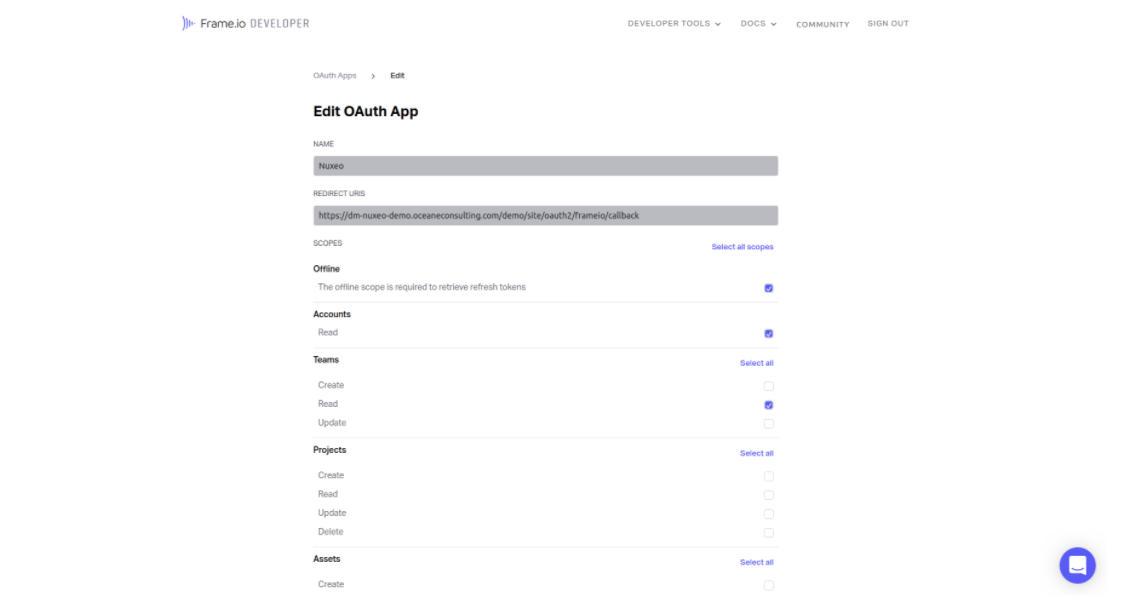 Frame.io DEVELOPER
DEVELOPER TOOLS DOCS COMMUNITY SIGN OUT
OAuth Apps > Edit
Edit OAuth App
NAME
Nuxeo
REDIRECT URIS
https://dm-nuxeo-demo.oceaneconsulting.com/demo/site/oauth2/frameio/callback
SCOPES Select all scopes
Offline
The offline scope is required to retrieve refresh tokens
Accounts
Read
Teams Select all
Create
Read
Update
Projects Select all
Create
Read
Update
Delete
Assets Select all
Create